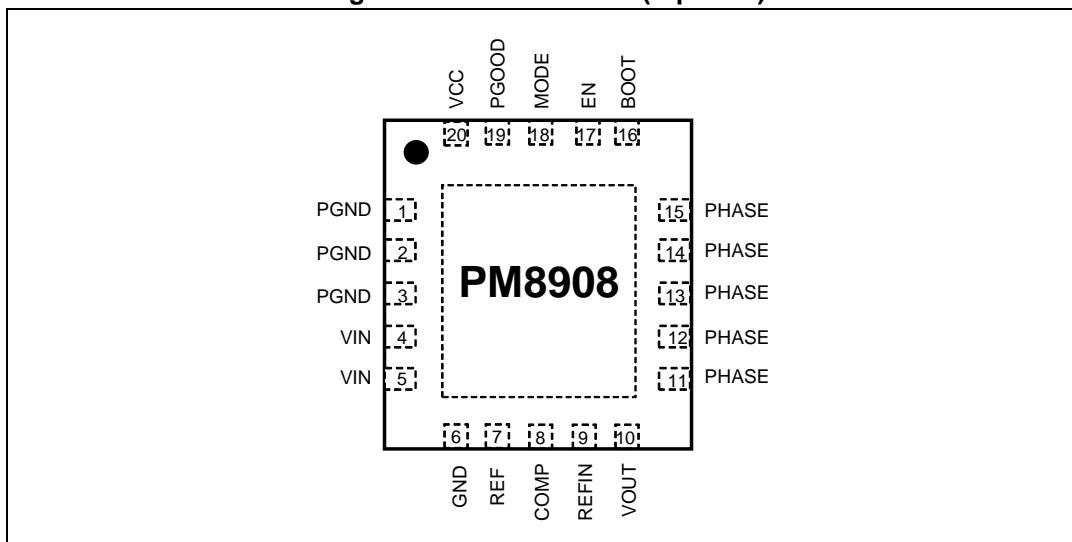 VCC PGOOD MODE EN BOOT
20 19 18 17 16
PGND 1 15 PHASE
PGND 2 14 PHASE
PGND 3 13 PHASE
VIN 4 12 PHASE
VIN 5 11 PHASE
PM8908
6 7 8 9 10
GND REF COMP REFIN VOUT